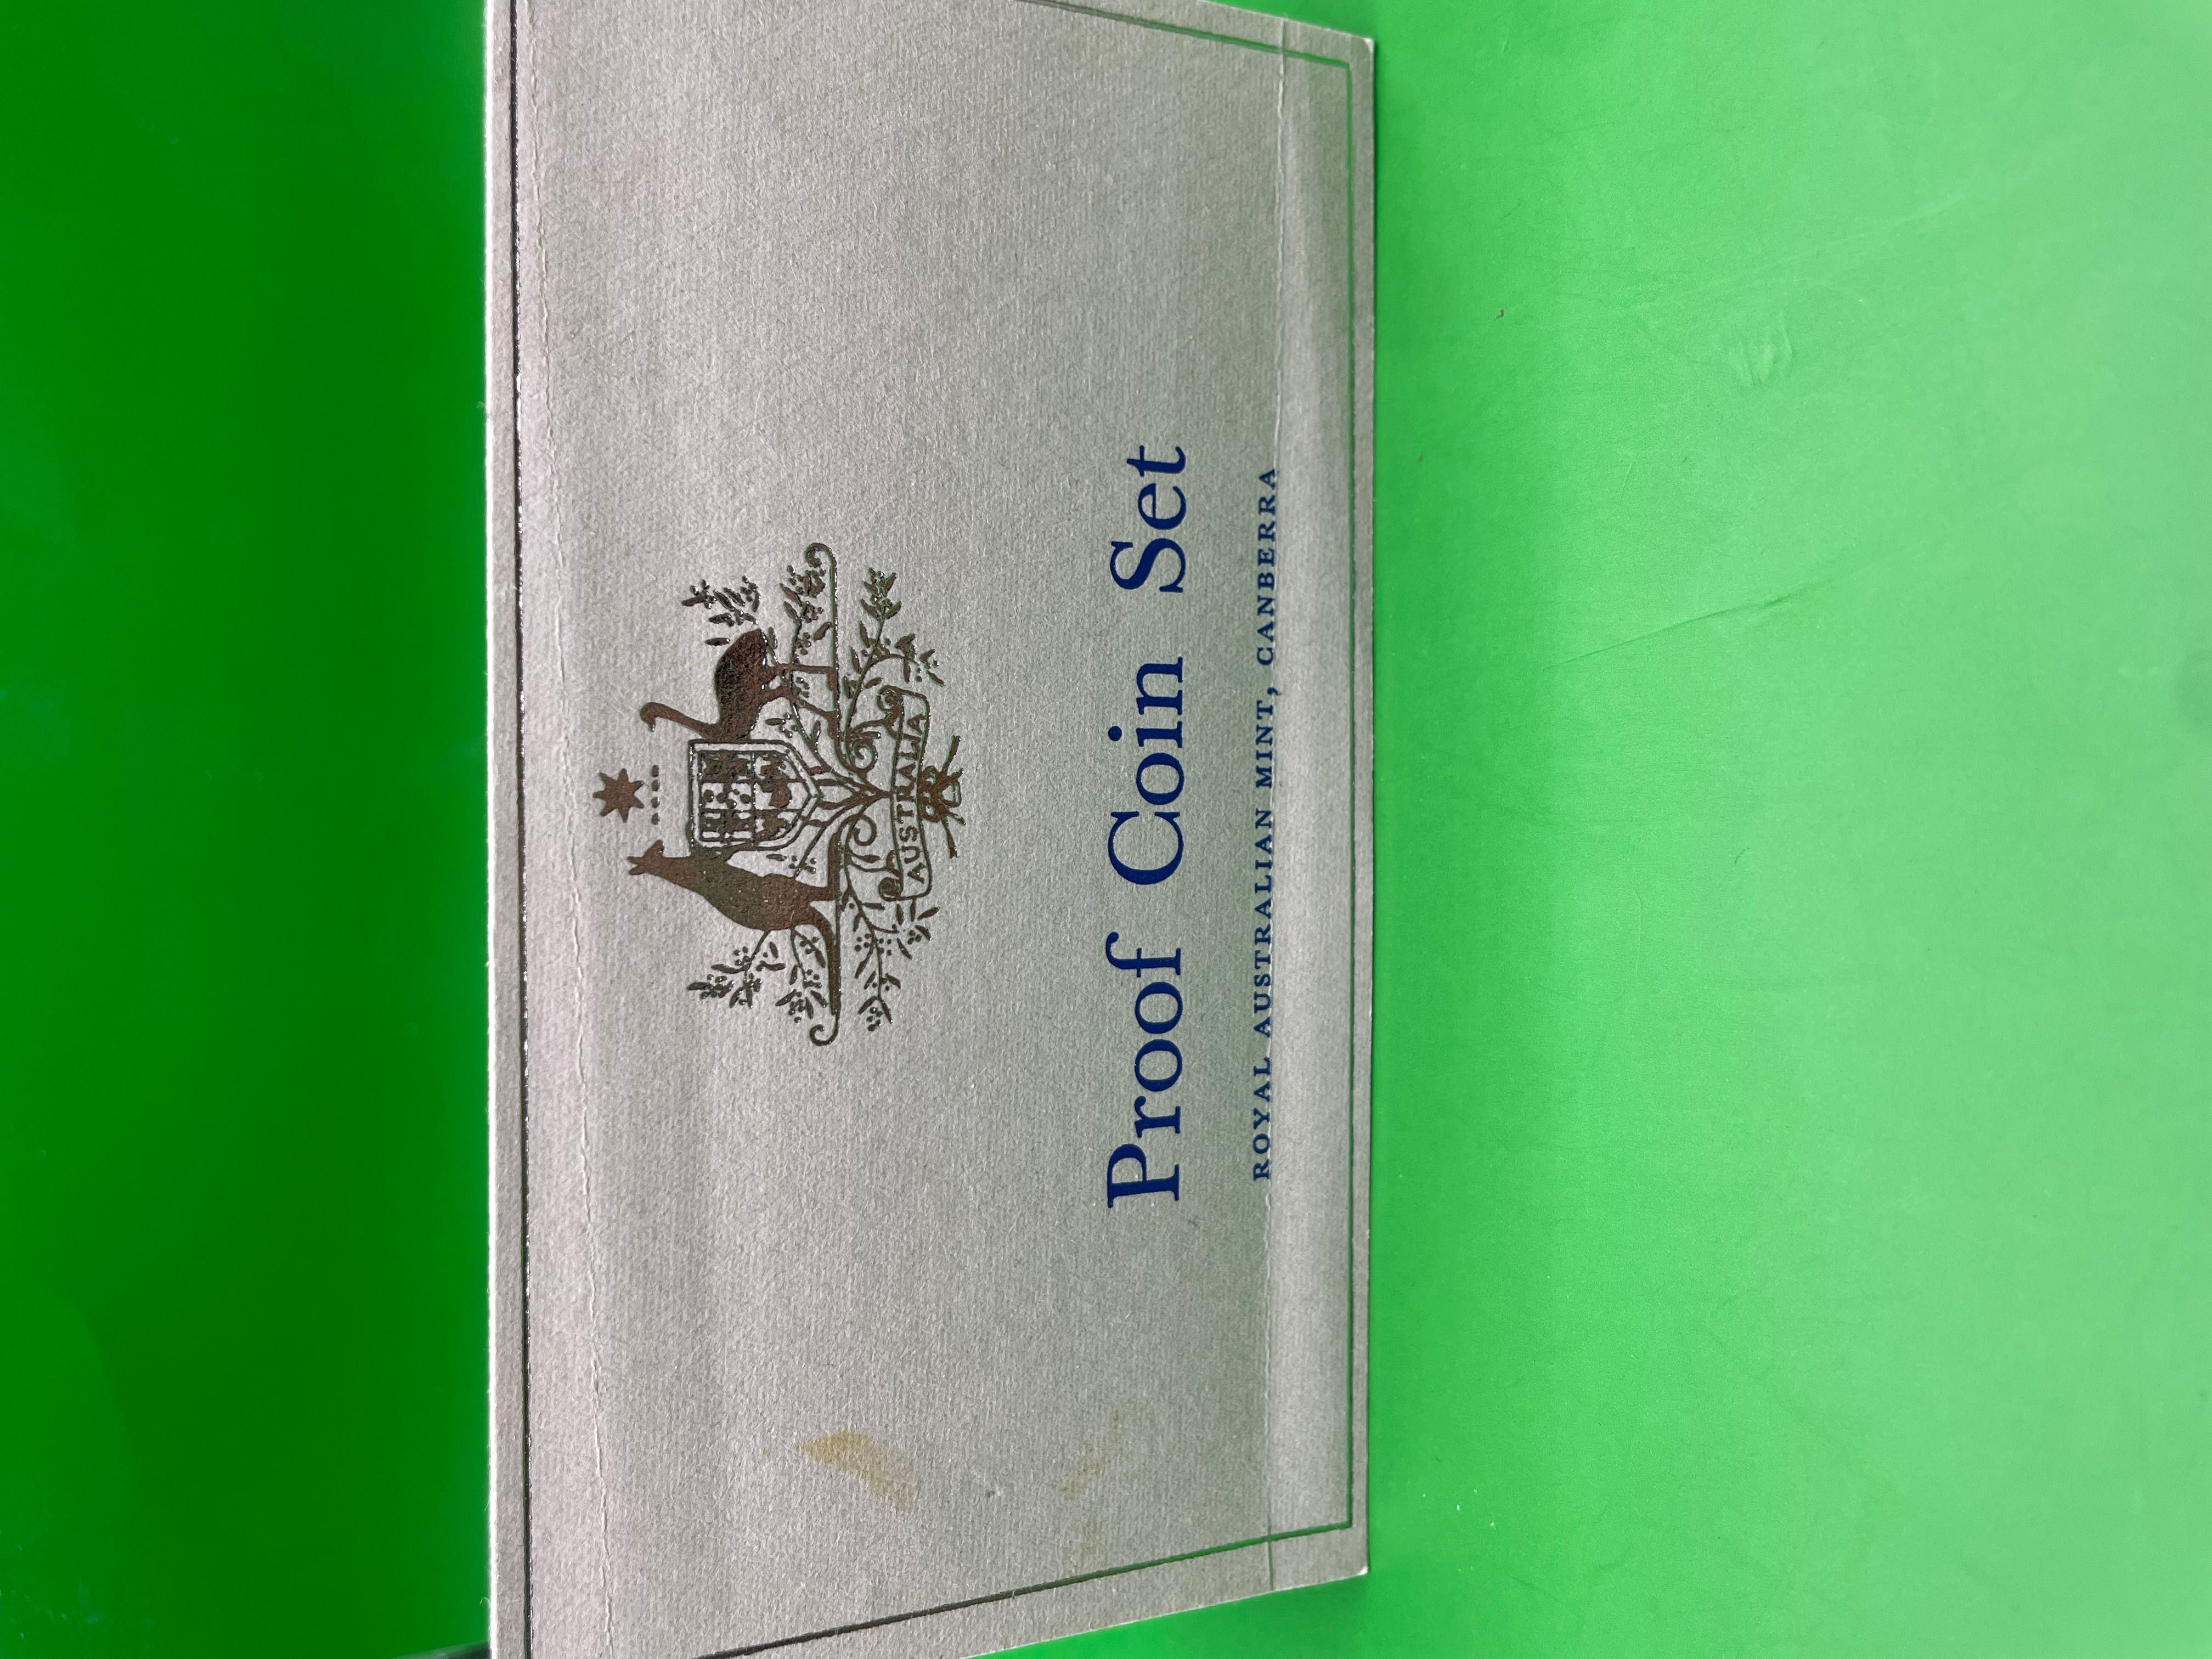 AUSTRALIA
Proof Coin Set
ROYAL AUSTRALIAN MINT, CANBERRA